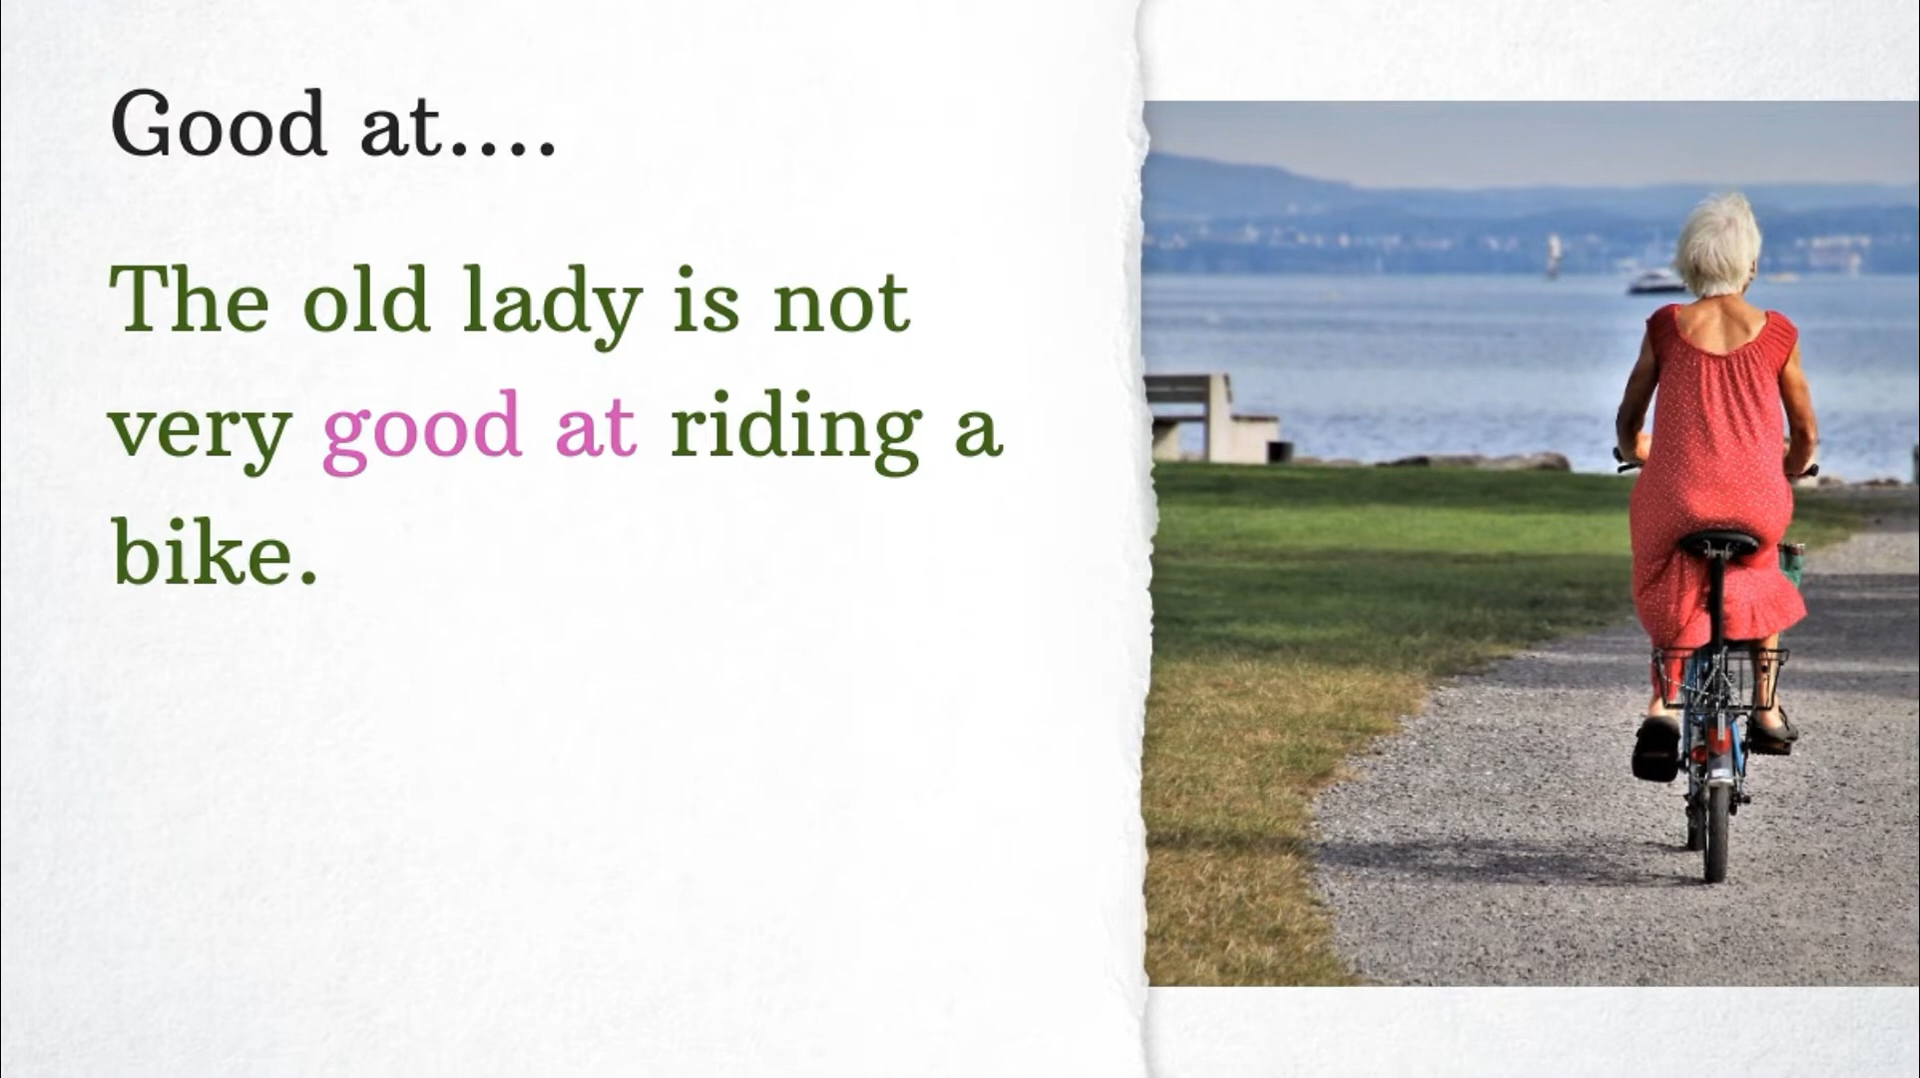 Good at....
The old lady is not
very good at riding a
bike.